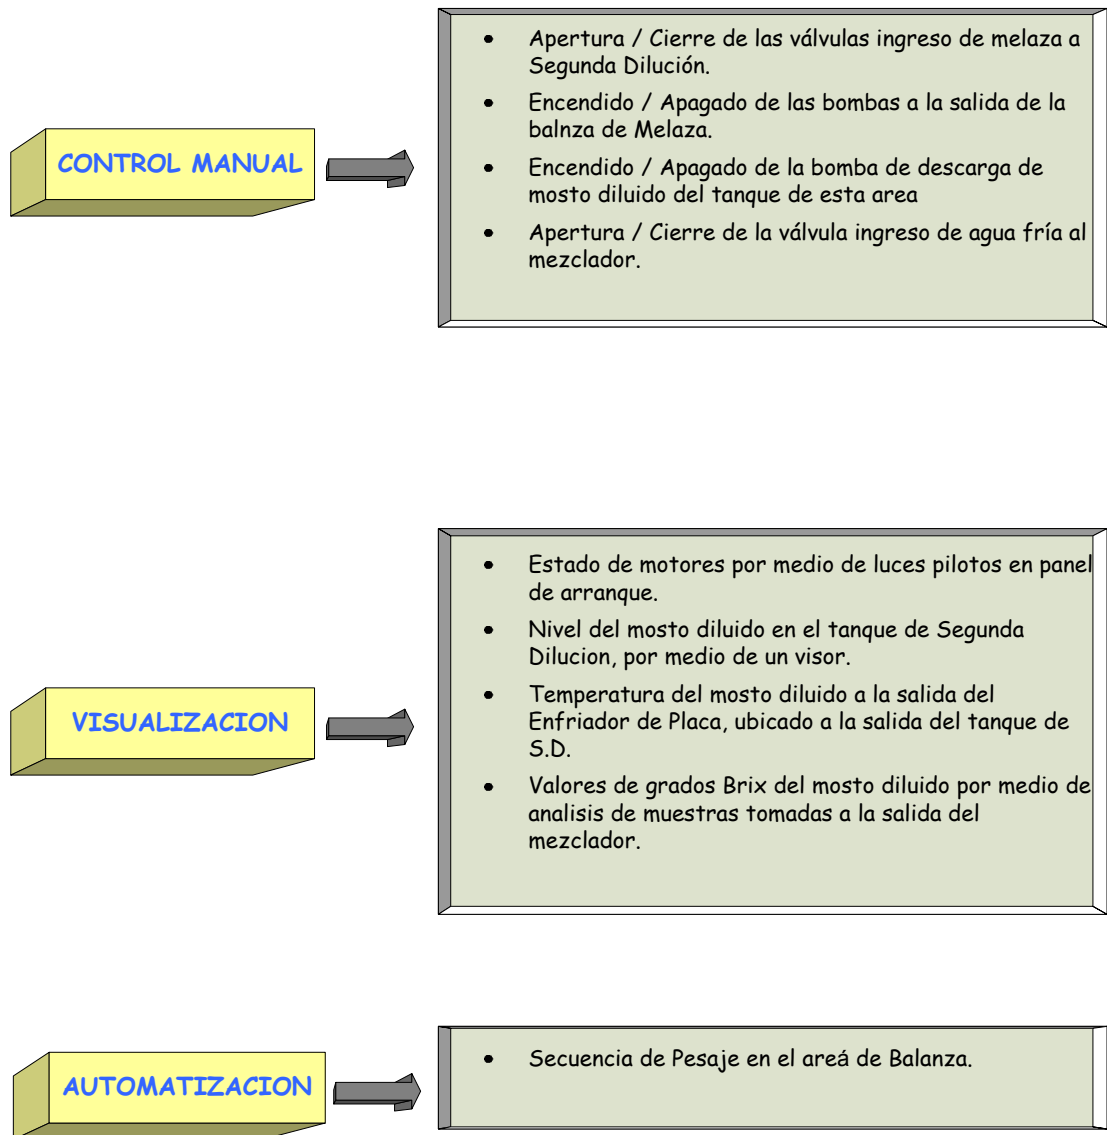 CONTROL MANUAL
• Apertura / Cierre de las válvulas ingreso de melaza a
Segunda Dilución.
• Encendido / Apagado de las bombas a la salida de la
balnza de Melaza.
• Encendido / Apagado de la bomba de descarga de
mosto diluido del tanque de esta area
• Apertura / Cierre de la válvula ingreso de agua fría al
mezclador.
VISUALIZACION
• Estado de motores por medio de luces pilotos en panel
de arranque.
• Nivel del mosto diluido en el tanque de Segunda
Dilucion, por medio de un visor.
• Temperatura del mosto diluido a la salida del
Enfriador de Placa, ubicado a la salida del tanque de
S.D.
• Valores de grados Brix del mosto diluido por medio de
analisis de muestras tomadas a la salida del
mezclador.
AUTOMATIZACION
• Secuencia de Pesaje en el areá de Balanza.